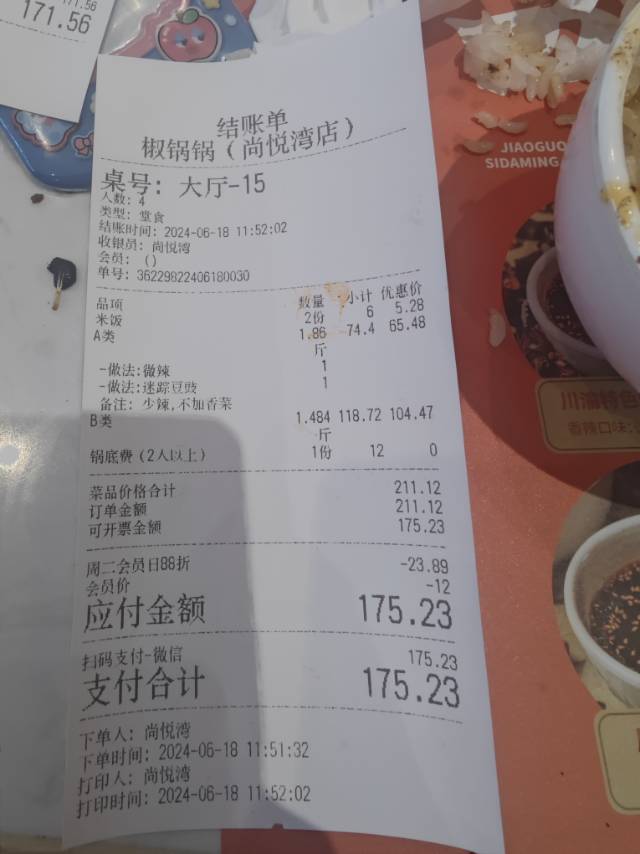 171.56
171.56
结账单
椒锅锅（尚悦湾店）
桌号: 大厅-15
人数: 4
类型: 堂食
结账时间: 2024-06-18 11:52:02
收银员: 尚悦湾
会员: ()
单号: 36229822406180030
品项 数量 小计 优惠价
米饭 2份 6 5.28
A类 1.86 74.4 65.48
斤
-做法:微辣 1
-做法:迷踪豆豉 1
备注: 少辣,不加香菜
B类 1.484 118.72 104.47
斤
锅底费（2人以上） 1份 12 0
菜品价格合计 211.12
订单金额 211.12
可开票金额 175.23
周二会员日88折 -23.89
会员价 -12
应付金额 175.23
扫码支付-微信 175.23
支付合计 175.23
下单人: 尚悦湾
下单时间: 2024-06-18 11:51:32
打印人: 尚悦湾
打印时间: 2024-06-18 11:52:02
JIAOGUO
SIDAMING
川渝特色
香辣口味: